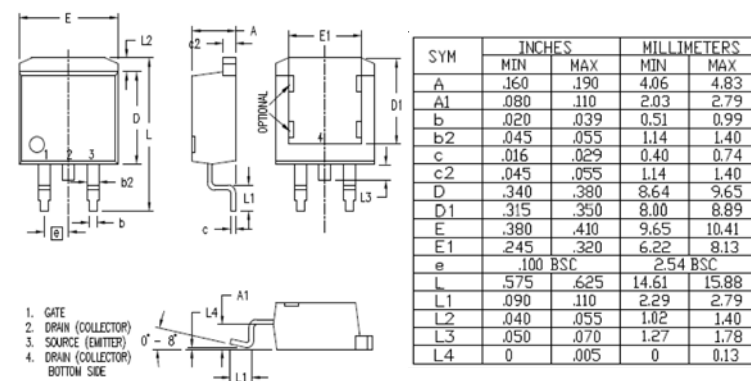 E
L2
D
L
1 2 3
b2
b
e
A
c2
L1
c
E1
OPTIONAL
4
D1
L3
A1
L4
0° - 8°
L1
1. GATE
2. DRAIN (COLLECTOR)
3. SOURCE (EMITTER)
4. DRAIN (COLLECTOR)
BOTTOM SIDE
SYM INCHES MILLIMETERS
MIN MAX MIN MAX
A .160 .190 4.06 4.83
A1 .080 .110 2.03 2.79
b .020 .039 0.51 0.99
b2 .045 .055 1.14 1.40
c .016 .029 0.40 0.74
c2 .045 .055 1.14 1.40
D .340 .380 8.64 9.65
D1 .315 .350 8.00 8.89
E .380 .410 9.65 10.41
E1 .245 .320 6.22 8.13
e .100 BSC 2.54 BSC
L .575 .625 14.61 15.88
L1 .090 .110 2.29 2.79
L2 .040 .055 1.02 1.40
L3 .050 .070 1.27 1.78
L4 0 .005 0 0.13